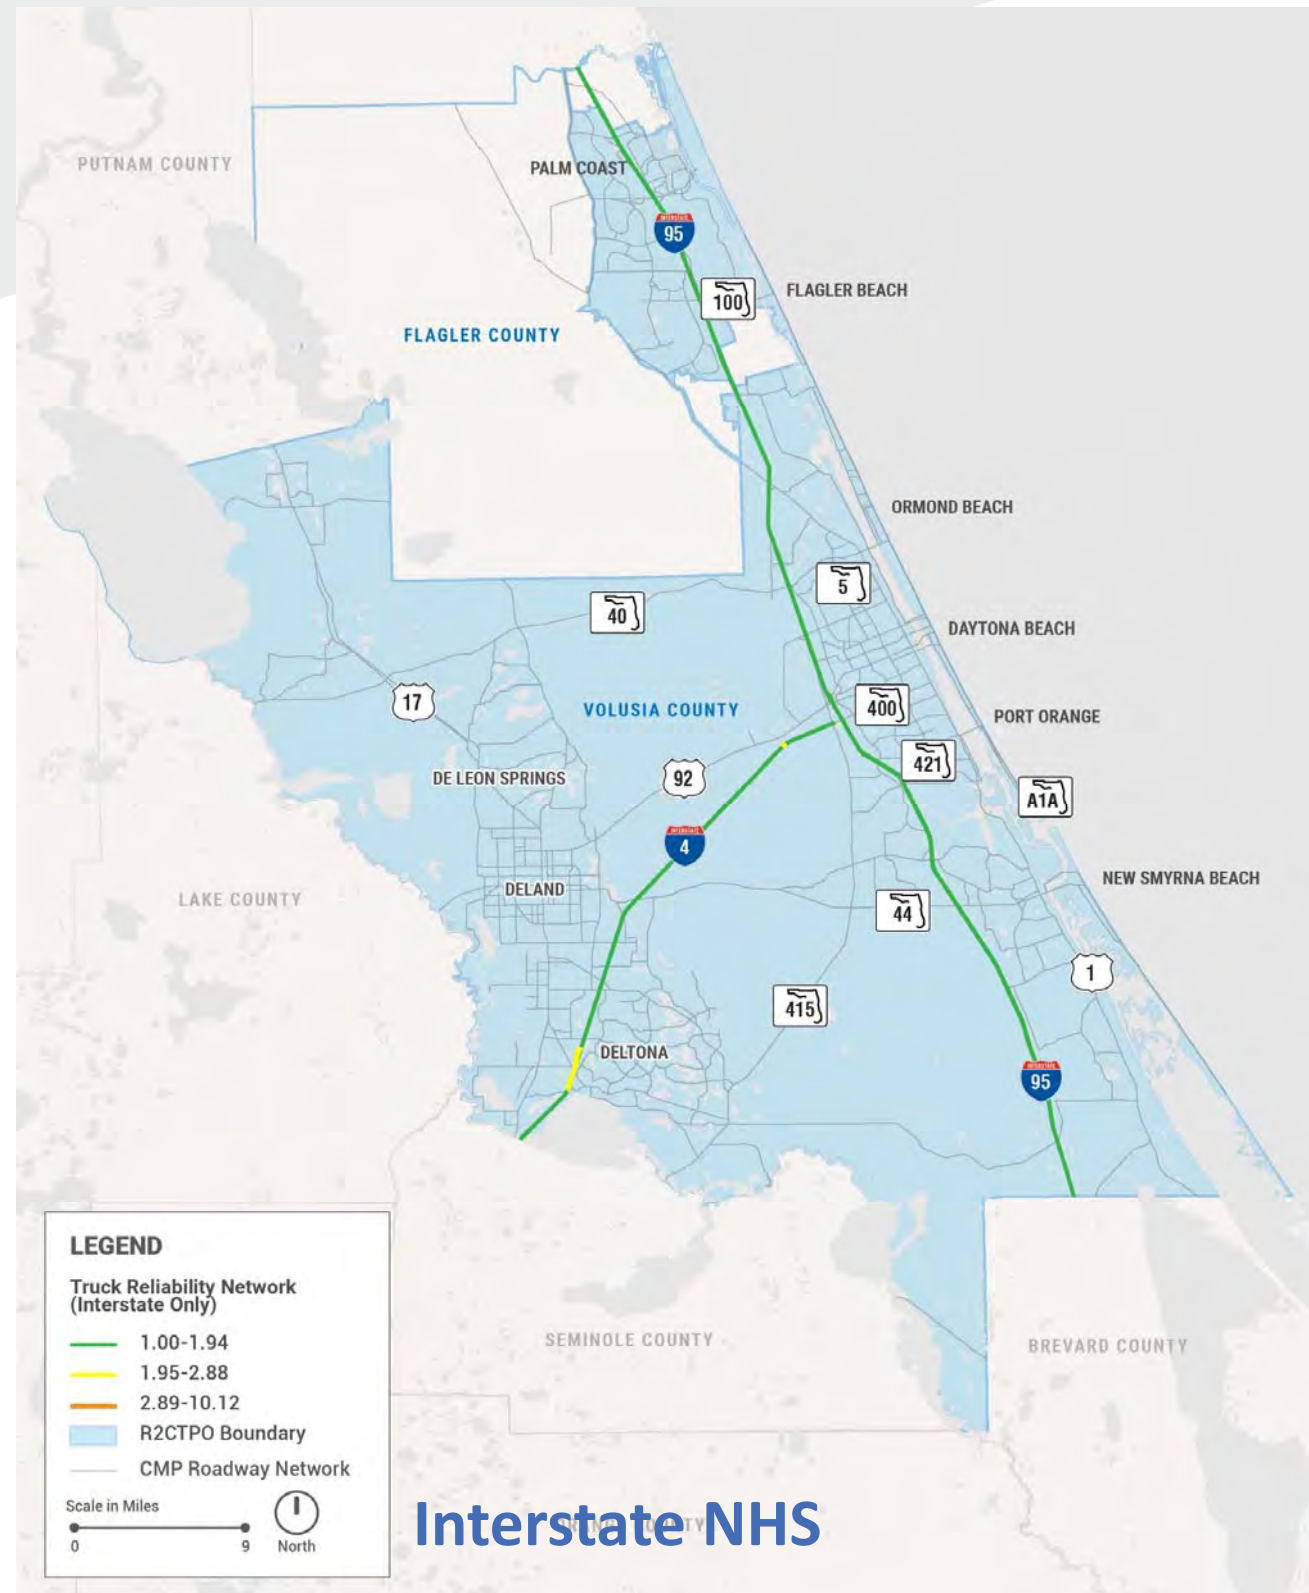 PUTNAM COUNTY
PALM COAST
INTERSTATE
95
100
FLAGLER BEACH
FLAGLER COUNTY
ORMOND BEACH
5
40
DAYTONA BEACH
17
VOLUSIA COUNTY
400
PORT ORANGE
421
DE LEON SPRINGS
92
A1A
INTERSTATE
4
NEW SMYRNA BEACH
DELAND
LAKE COUNTY
44
1
415
DELTONA
INTERSTATE
95
LEGEND
Truck Reliability Network
(Interstate Only)
1.00-1.94
1.95-2.88
2.89-10.12
R2CTPO Boundary
CMP Roadway Network
Scale in Miles
0 9
North
SEMINOLE COUNTY
BREVARD COUNTY
Interstate NHS